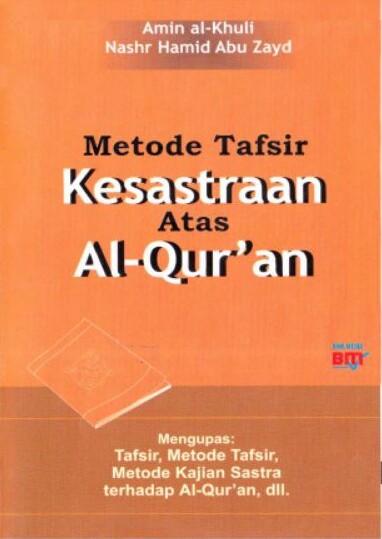 Amin al-Khuli
Nashr Hamid Abu Zayd
Metode Tafsir
Kesastraan
Atas
Al-Qur'an
BM
Mengupas:
Tafsir, Metode Tafsir,
Metode Kajian Sastra
terhadap Al-Qur'an, dll.